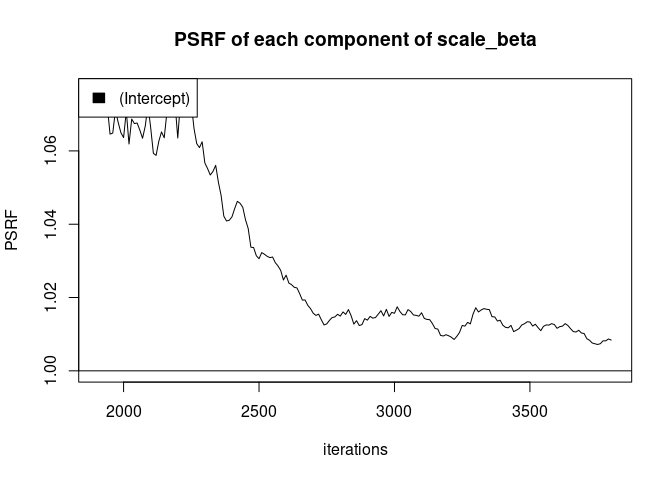 PSRF of each component of scale_beta
(Intercept)
PSRF
1.06
1.04
1.02
1.00
2000 2500 3000 3500
iterations